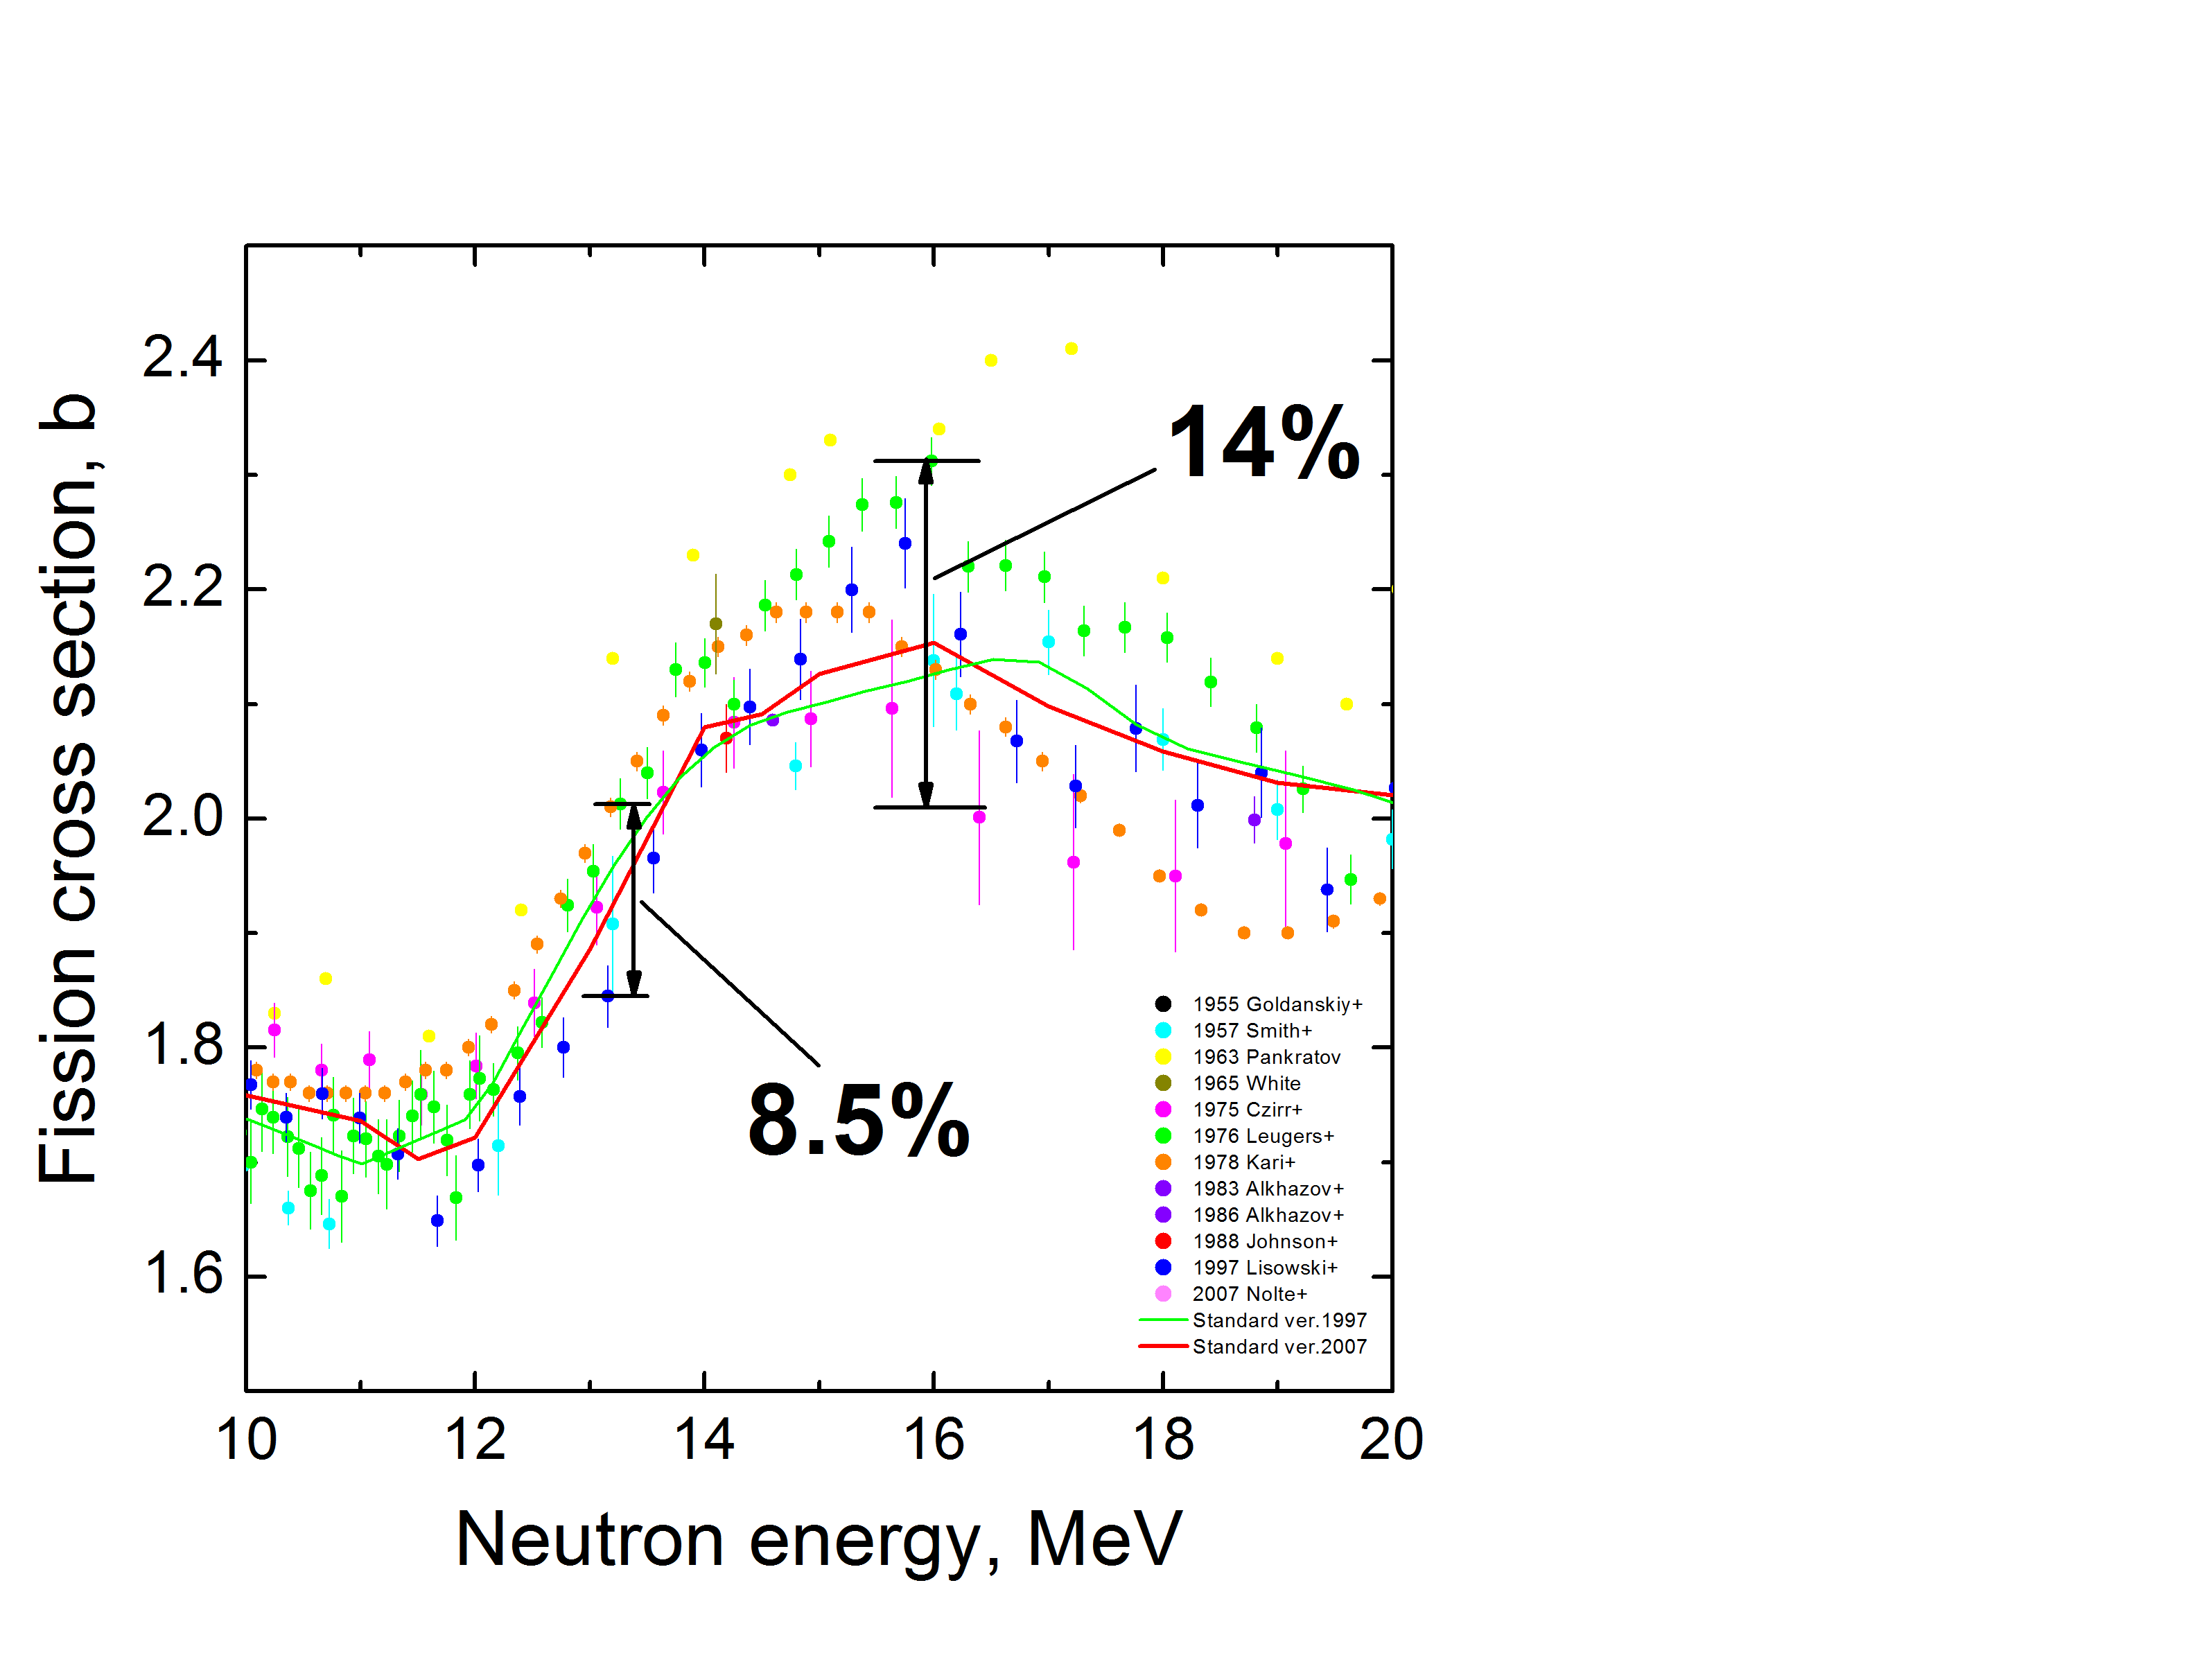 2.4
2.2
2.0
1.8
1.6
Fission cross section, b
14%
8.5%
1955 Goldanskiy+
1957 Smith+
1963 Pankratov
1965 White
1975 Czirr+
1976 Leugers+
1978 Kari+
1983 Alkhazov+
1986 Alkhazov+
1988 Johnson+
1997 Lisowski+
2007 Nolte+
Standard ver.1997
Standard ver.2007
10 12 14 16 18 20
Neutron energy, MeV